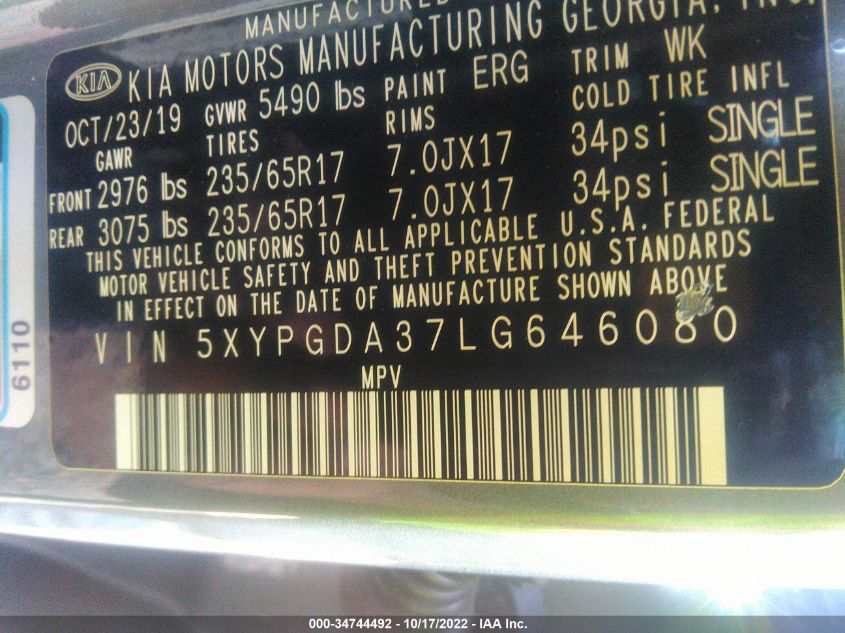 MANUFACTURED
KIA KIA MOTORS MANUFACTURING GEORGIA, INC.
OCT/23/19 GVWR 5490 lbs PAINT ERG TRIM WK
GAWR TIRES RIMS COLD TIRE INFL
FRONT 2976 lbs 235/65R17 7.0JX17 34psi SINGLE
REAR 3075 lbs 235/65R17 7.0JX17 34psi SINGLE
THIS VEHICLE CONFORMS TO ALL APPLICABLE U.S.A. FEDERAL
MOTOR VEHICLE SAFETY AND THEFT PREVENTION STANDARDS
IN EFFECT ON THE DATE OF MANUFACTURE SHOWN ABOVE
VIN 5XYPGDA37LG646080
MPV
6110
000-34744492 - 10/17/2022 - IAA Inc.